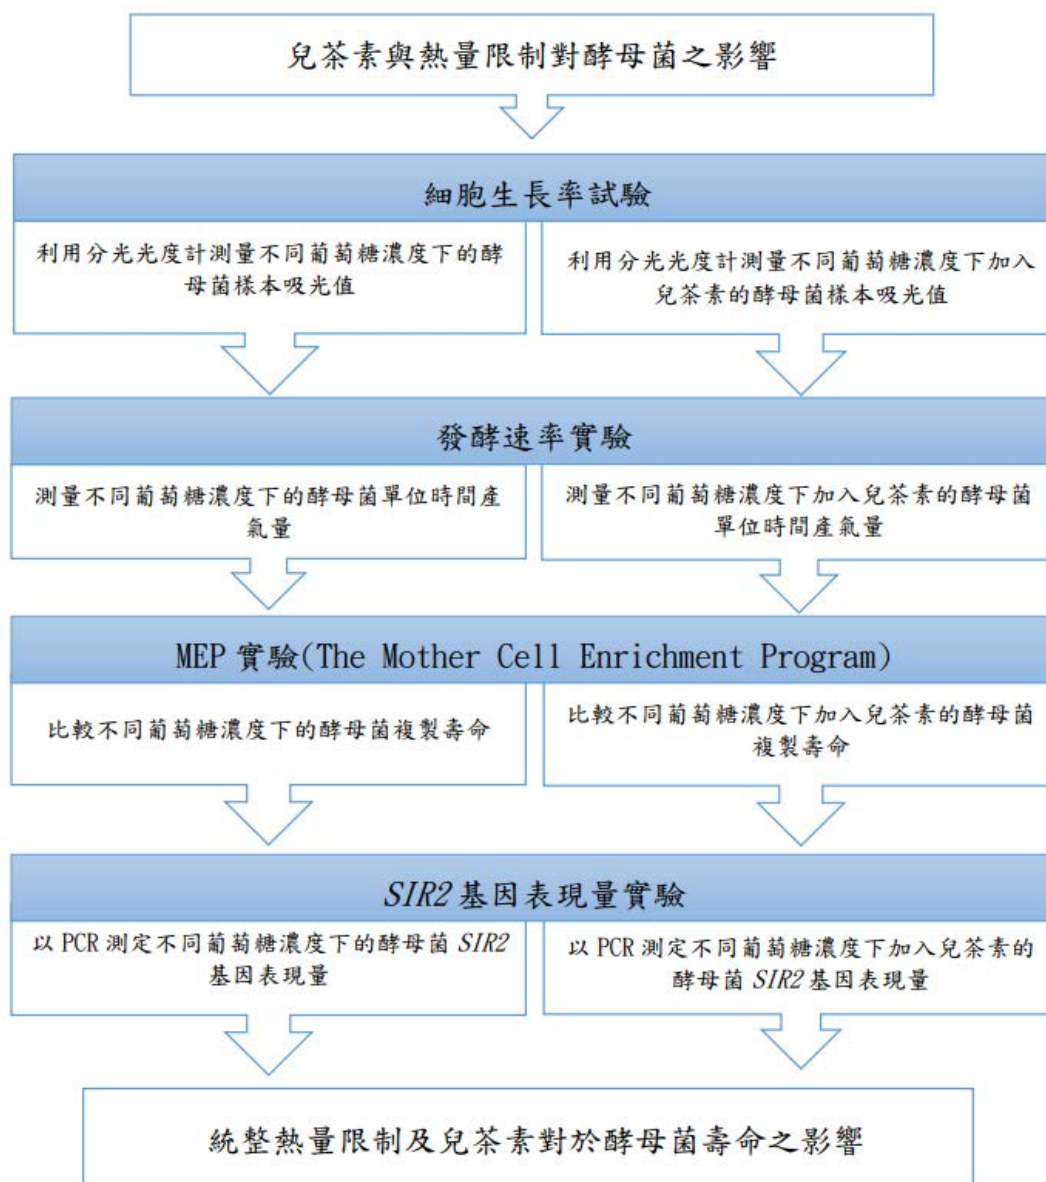 兒茶素與熱量限制對酵母菌之影響
細胞生長率試驗
利用分光光度計測量不同葡萄糖濃度下的酵
母菌樣本吸光值
利用分光光度計測量不同葡萄糖濃度下加入
兒茶素的酵母菌樣本吸光值
發酵速率實驗
測量不同葡萄糖濃度下的酵母菌單位時間產
氣量
測量不同葡萄糖濃度下加入兒茶素的酵母菌
單位時間產氣量
MEP 實驗(The Mother Cell Enrichment Program)
比較不同葡萄糖濃度下的酵母菌複製壽命
比較不同葡萄糖濃度下加入兒茶素的酵母菌
複製壽命
SIR2 基因表現量實驗
以 PCR 測定不同葡萄糖濃度下的酵母菌 SIR2
基因表現量
以 PCR 測定不同葡萄糖濃度下加入兒茶素的
酵母菌 SIR2 基因表現量
統整熱量限制及兒茶素對於酵母菌壽命之影響